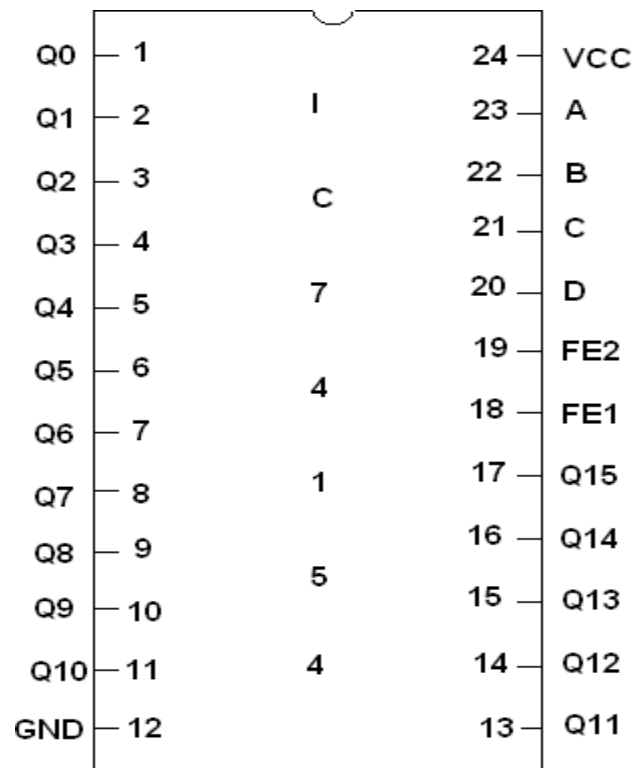 Q0 1 24 VCC
I
Q1 2 23 A
Q2 3 22 B
C
Q3 4 21 C
Q4 5 7 20 D
Q5 6 19 FE2
4
Q6 7 18 FE1
Q7 8 1 17 Q15
Q8 9 16 Q14
5
Q9 10 15 Q13
Q10 11 4 14 Q12
GND 12 13 Q11